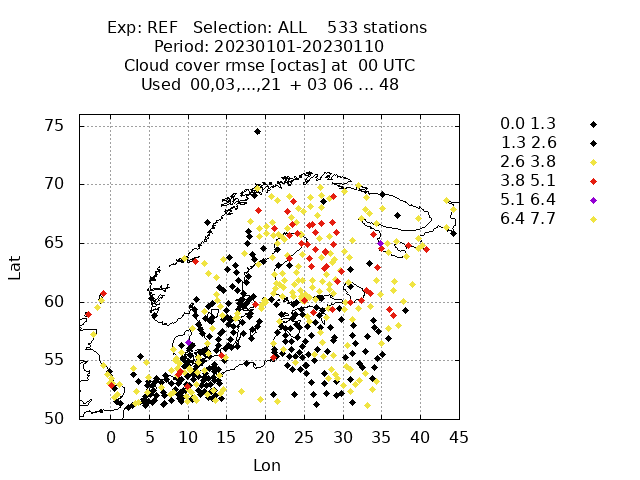 Exp: REF   Selection: ALL    533 stations
Period: 20230101-20230110
Cloud cover rmse [octas] at  00 UTC
Used  00,03,...,21  + 03 06 ... 48
0.0 1.3
1.3 2.6
2.6 3.8
3.8 5.1
5.1 6.4
6.4 7.7
Lat
75
70
65
60
55
50
0 5 10 15 20 25 30 35 40 45
Lon